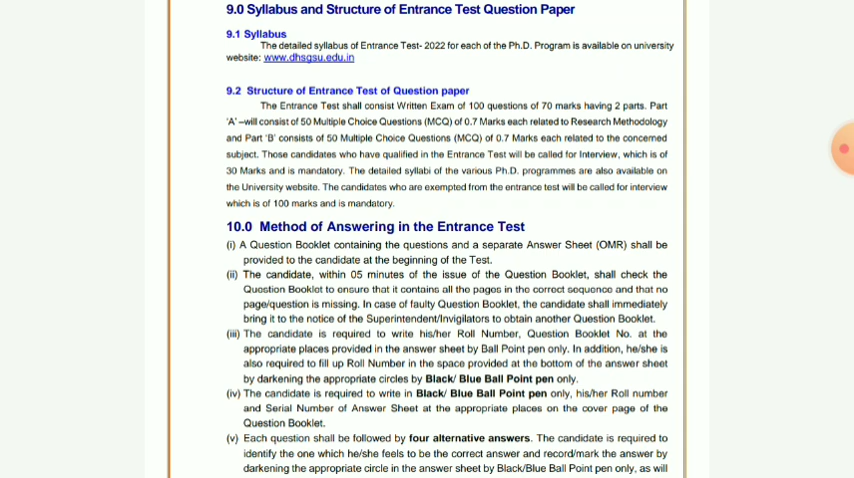 9.0 Syllabus and Structure of Entrance Test Question Paper
9.1 Syllabus
The detailed syllabus of Entrance Test- 2022 for each of the Ph.D. Program is available on university
website: www.dhsgsu.edu.in
9.2 Structure of Entrance Test of Question paper
The Entrance Test shall consist Written Exam of 100 questions of 70 marks having 2 parts. Part
'A' –will consist of 50 Multiple Choice Questions (MCQ) of 0.7 Marks each related to Research Methodology
and Part 'B' consists of 50 Multiple Choice Questions (MCQ) of 0.7 Marks each related to the concerned
subject. Those candidates who have qualified in the Entrance Test will be called for Interview, which is of
30 Marks and is mandatory. The detailed syllabi of the various Ph.D. programmes are also available on
the University website. The candidates who are exempted from the entrance test will be called for interview
which is of 100 marks and is mandatory.
10.0 Method of Answering in the Entrance Test
(i) A Question Booklet containing the questions and a separate Answer Sheet (OMR) shall be
provided to the candidate at the beginning of the Test.
(ii) The candidate, within 05 minutes of the issue of the Question Booklet, shall check the
Question Booklet to ensure that it contains all the pages in the correct sequence and that no
page/question is missing. In case of faulty Question Booklet, the candidate shall immediately
bring it to the notice of the Superintendent/Invigilators to obtain another Question Booklet.
(iii) The candidate is required to write his/her Roll Number, Question Booklet No. at the
appropriate places provided in the answer sheet by Ball Point pen only. In addition, he/she is
also required to fill up Roll Number in the space provided at the bottom of the answer sheet
by darkening the appropriate circles by Black/ Blue Ball Point pen only.
(iv) The candidate is required to write in Black/ Blue Ball Point pen only, his/her Roll number
and Serial Number of Answer Sheet at the appropriate places on the cover page of the
Question Booklet.
(v) Each question shall be followed by four alternative answers. The candidate is required to
identify the one which he/she feels to be the correct answer and record/mark the answer by
darkening the appropriate circle in the answer sheet by Black/Blue Ball Point pen only, as will